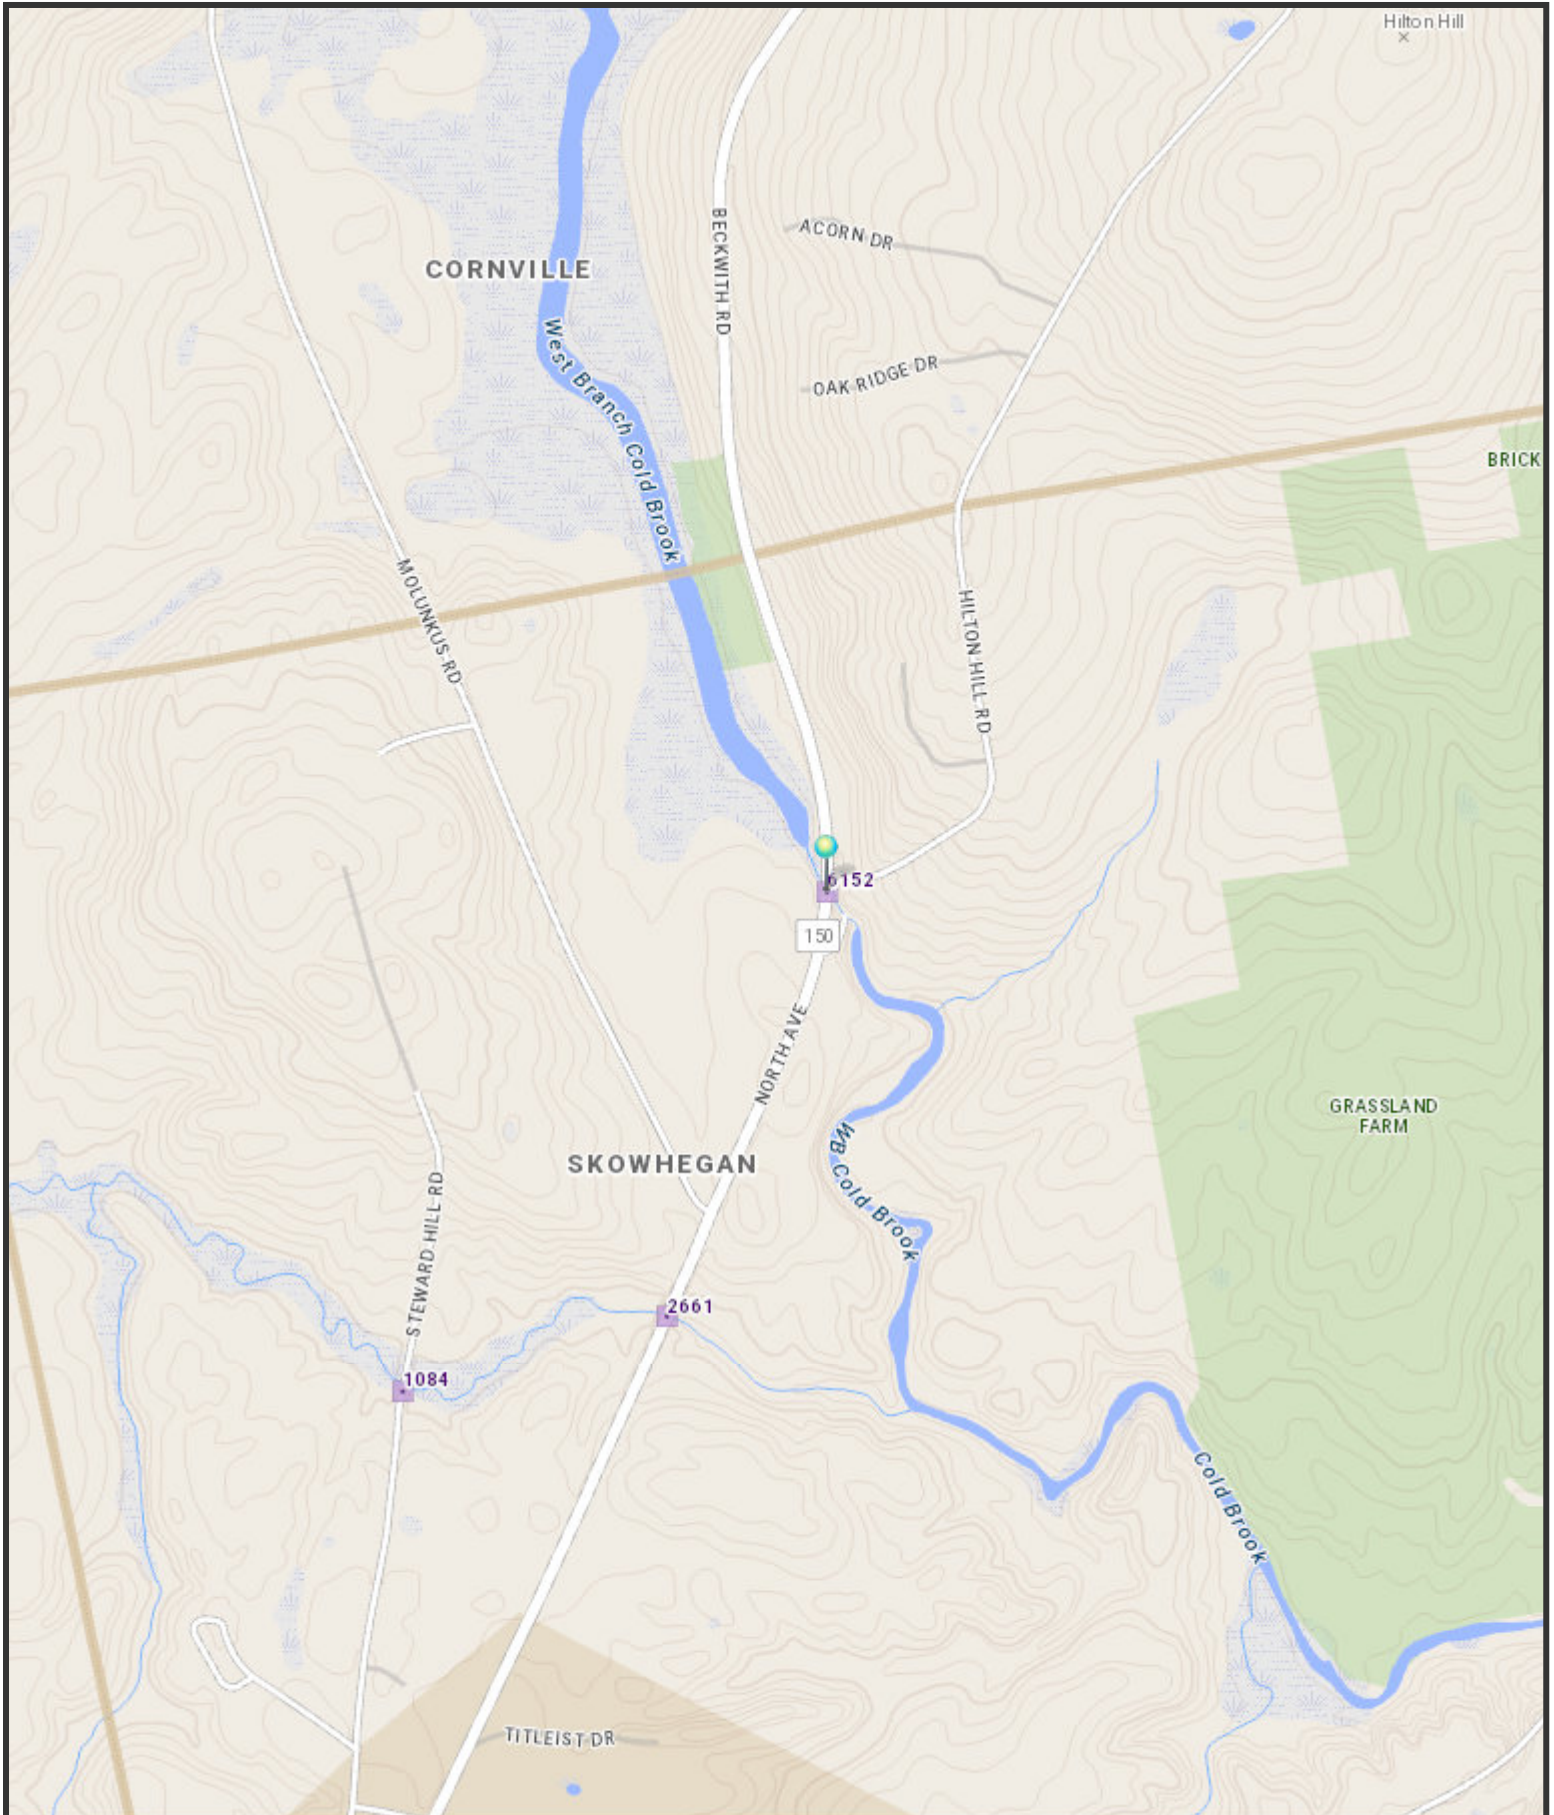 Hilton Hill
ACORN DR
BECKWITH RD
CORNVILLE
West Branch Cold Brook
OAK RIDGE DR
BRICK
MOLUNKUS RD
HILTON HILL RD
6152
150
NORTH AVE
GRASSLAND
FARM
WB Cold Brook
SKOWHEGAN
STEWARD HILL RD
2661
1084
Cold Brook
TITLEIST DR